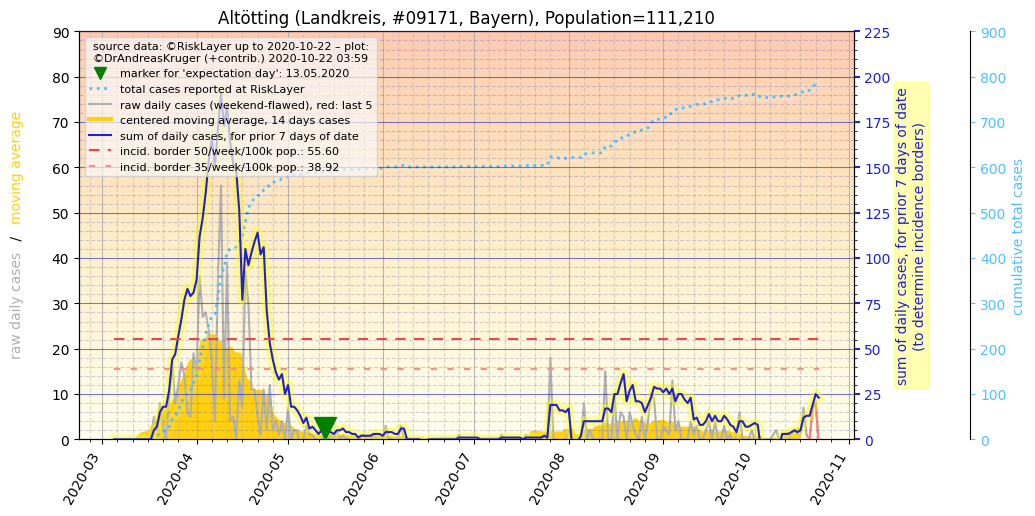 Altötting (Landkreis, #09171, Bayern), Population=111,210
source data: ©RiskLayer up to 2020-10-22 – plot:
©DrAndreasKruger (+contrib.) 2020-10-22 03:59
marker for 'expectation day': 13.05.2020
total cases reported at RiskLayer
raw daily cases (weekend-flawed), red: last 5
centered moving average, 14 days cases
sum of daily cases, for prior 7 days of date
incid. border 50/week/100k pop.: 55.60
incid. border 35/week/100k pop.: 38.92
raw daily cases / moving average
90
80
70
60
50
40
30
20
10
0
225
200
175
150
125
100
75
50
25
0
sum of daily cases, for prior 7 days of date
(to determine incidence borders)
900
800
700
600
500
400
300
200
100
0
cumulative total cases
2020-03
2020-04
2020-05
2020-06
2020-07
2020-08
2020-09
2020-10
2020-11